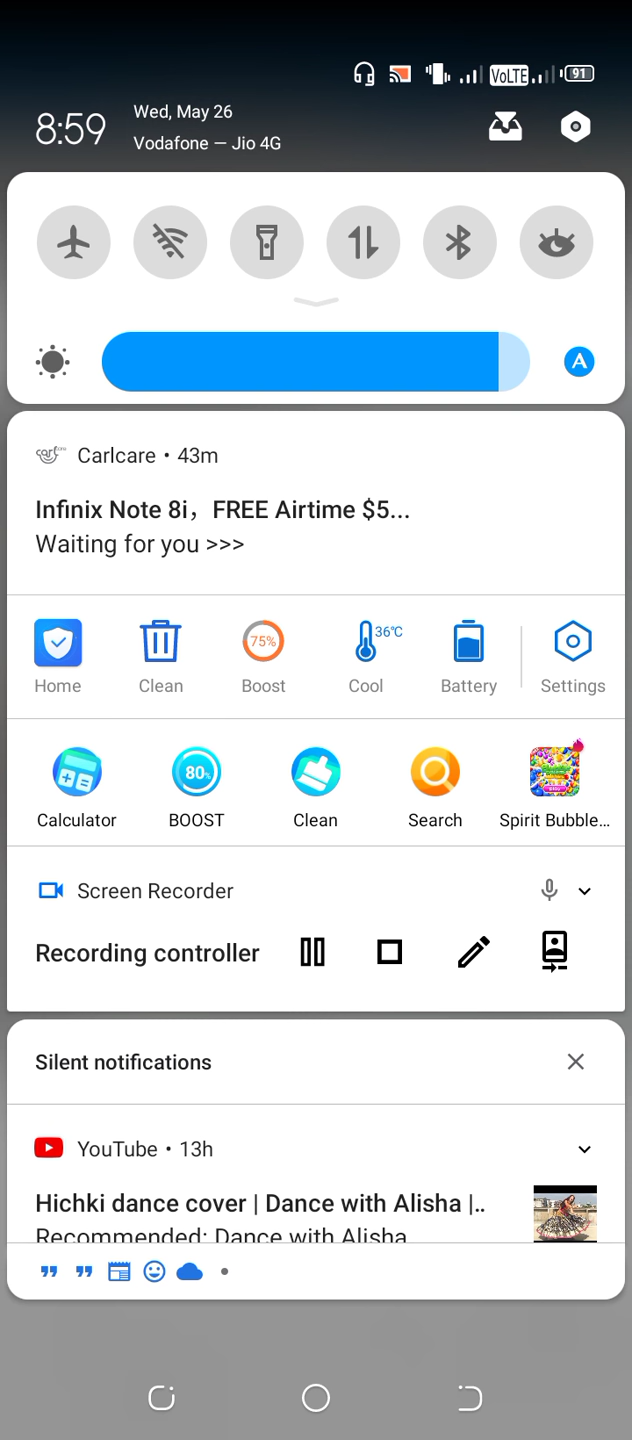 VoLTE 91
8:59
Wed, May 26
Vodafone — Jio 4G
A
Carlcare • 43m
Infinix Note 8i，FREE Airtime $5...
Waiting for you >>>
75% 36℃
Home Clean Boost Cool Battery Settings
80%
Calculator BOOST Clean Search Spirit Bubble...
Screen Recorder
Recording controller
Silent notifications
YouTube • 13h
Hichki dance cover | Dance with Alisha |..
Recommended: Dance with Alisha